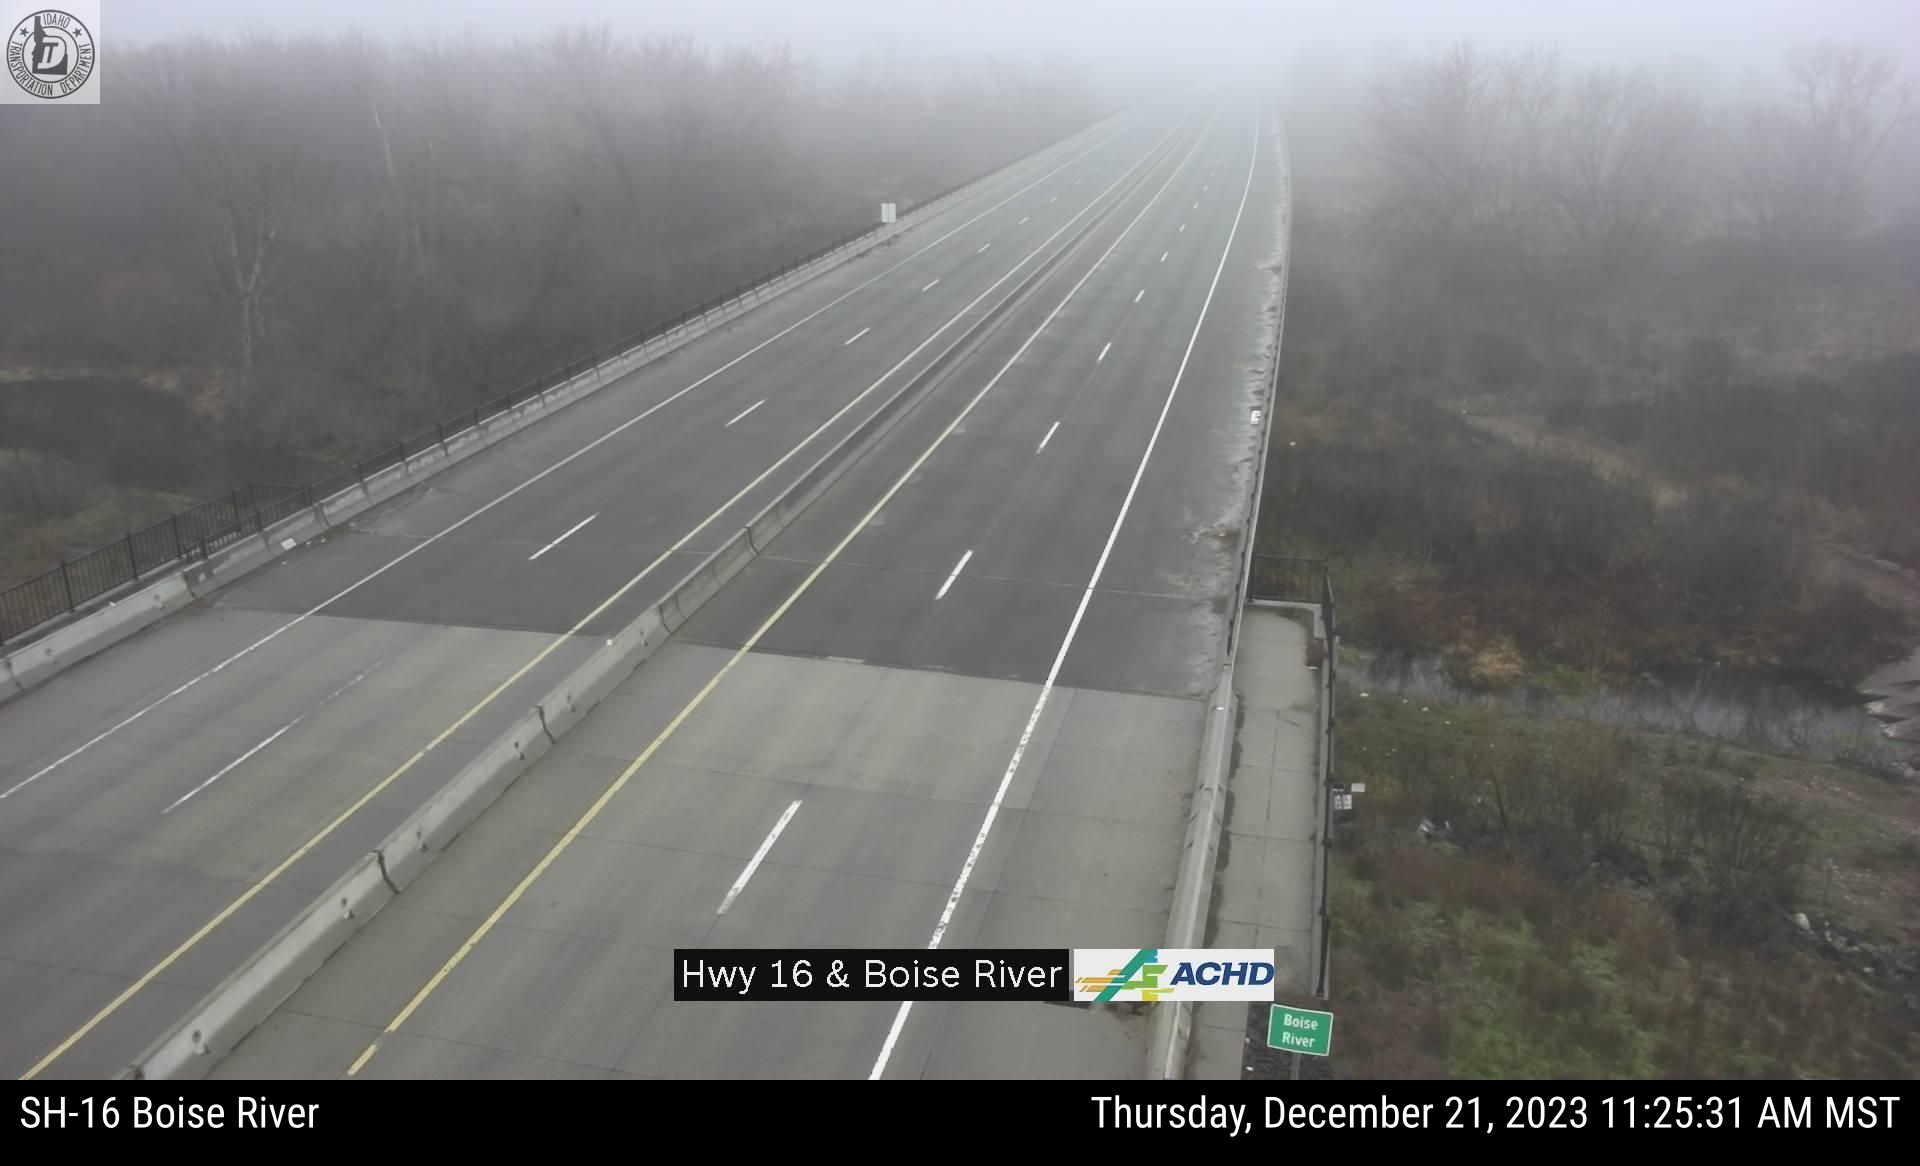 IDAHO
TRANSPORTATION DEPARTMENT
Hwy 16 & Boise River
ACHD
Boise
River
SH-16 Boise River
Thursday, December 21, 2023 11:25:31 AM MST